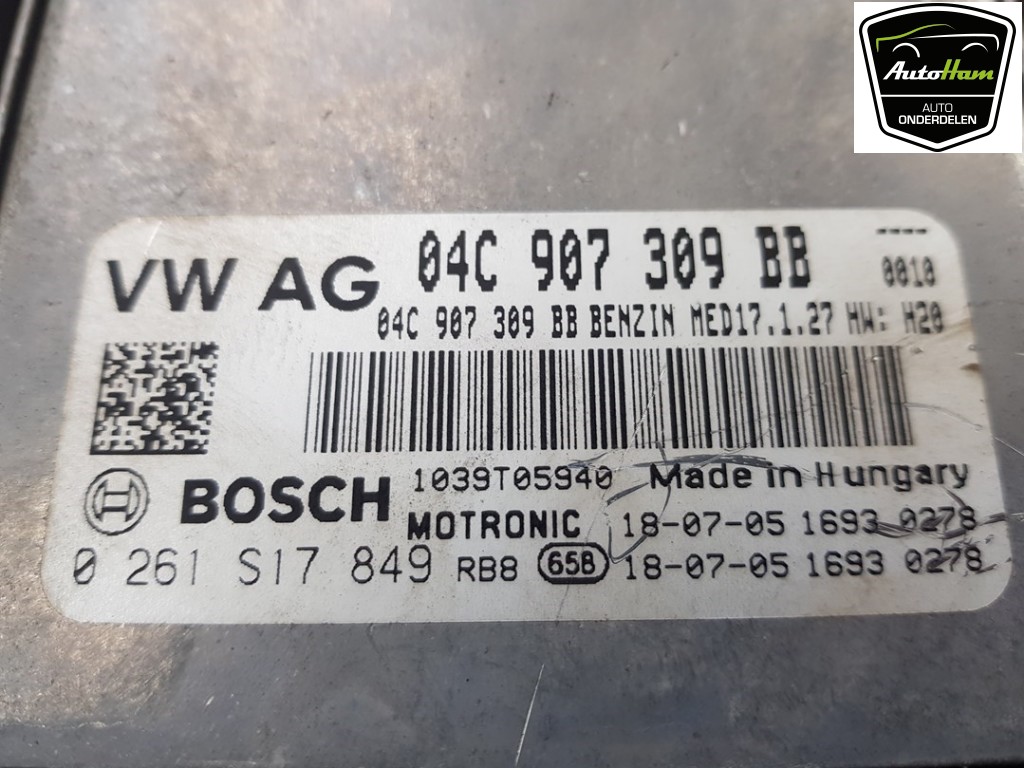 AutoHam
AUTO
ONDERDELEN
VW AG 04C 907 309 BB ----
0010
04C 907 309 BB BENZIN MED17.1.27 HW: H20
BOSCH 1039T05940 Made in Hungary
MOTRONIC 18-07-05 1693 0278
0 261 S17 849 RB8 65B 18-07-05 1693 0278